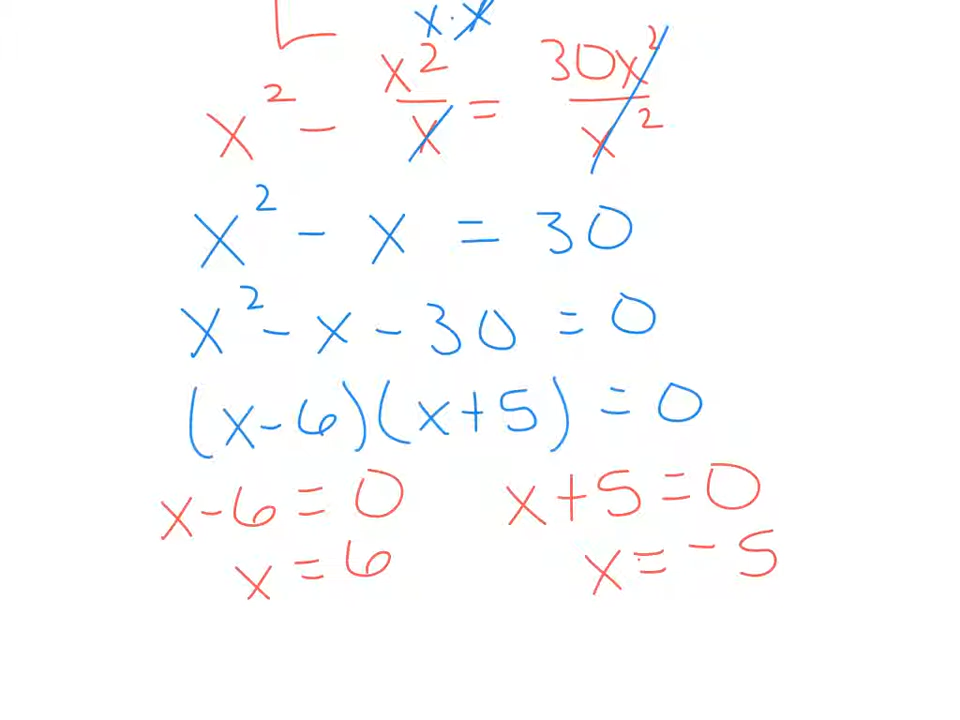 x · x
x² - x²/x = 30x²/x²
x² - x = 30
x² - x - 30 = 0
(x-6)(x+5) = 0
x-6=0 x+5=0
x=6 x=-5